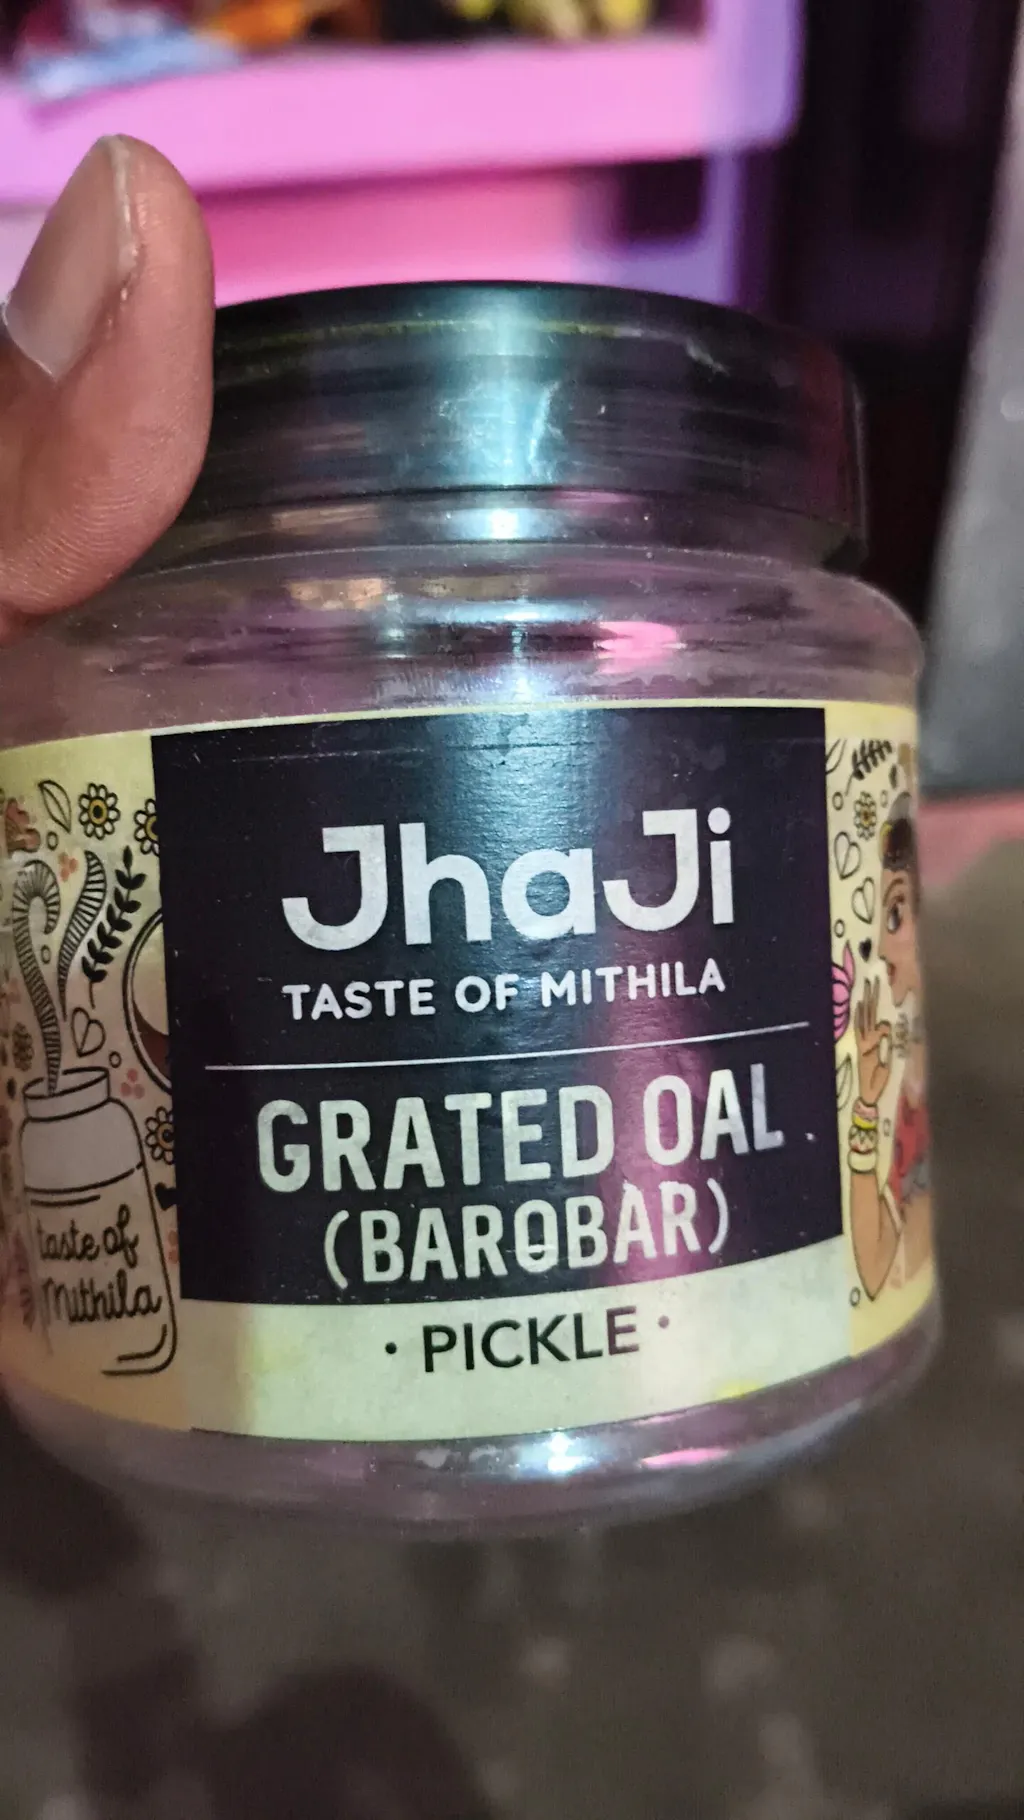 JhaJi
TASTE OF MITHILA
GRATED OAL
(BAROBAR)
• PICKLE •
taste of
Mithila